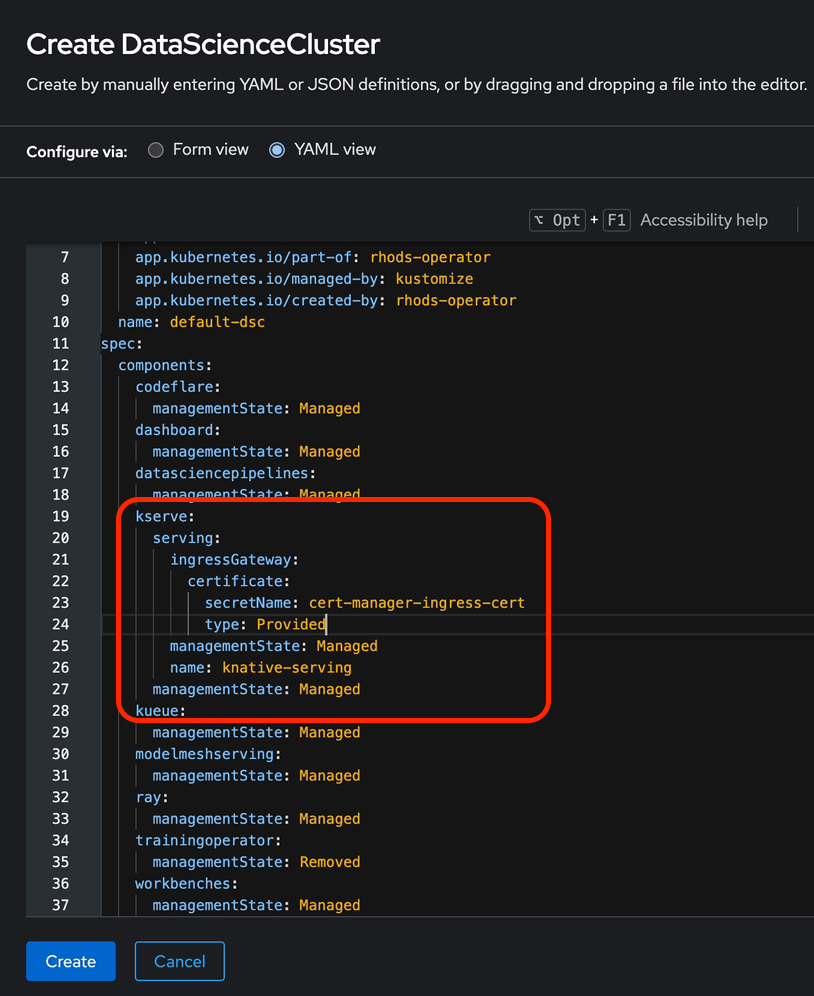 Create DataScienceCluster
Create by manually entering YAML or JSON definitions, or by dragging and dropping a file into the editor.
Configure via: Form view YAML view
⌥ Opt + F1 Accessibility help
7 app.kubernetes.io/part-of: rhods-operator
8 app.kubernetes.io/managed-by: kustomize
9 app.kubernetes.io/created-by: rhods-operator
10 name: default-dsc
11 spec:
12 components:
13 codeflare:
14 managementState: Managed
15 dashboard:
16 managementState: Managed
17 datasciencepipelines:
18 managementState: Managed
19 kserve:
20 serving:
21 ingressGateway:
22 certificate:
23 secretName: cert-manager-ingress-cert
24 type: Provided
25 managementState: Managed
26 name: knative-serving
27 managementState: Managed
28 kueue:
29 managementState: Managed
30 modelmeshserving:
31 managementState: Managed
32 ray:
33 managementState: Managed
34 trainingoperator:
35 managementState: Removed
36 workbenches:
37 managementState: Managed
Create Cancel